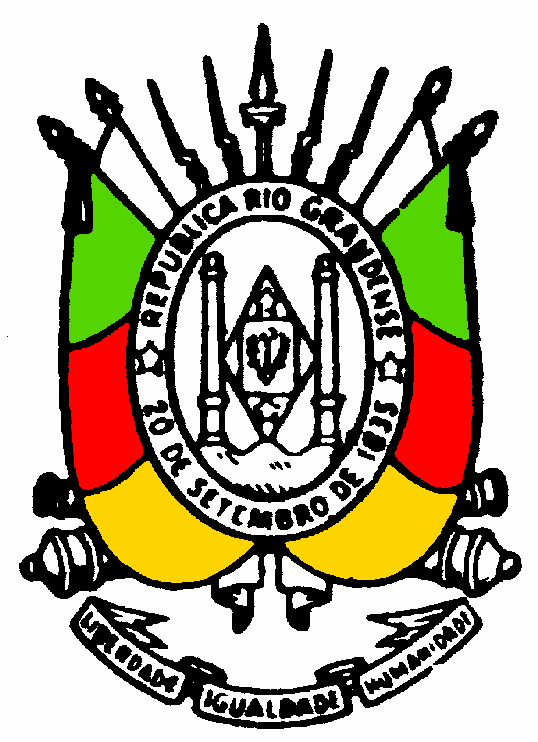 REPUBLICA RIO GRANDENSE
20 DE SETEMBRO DE 1835
LIBERDADE IGUALDADE HUMANIDADE